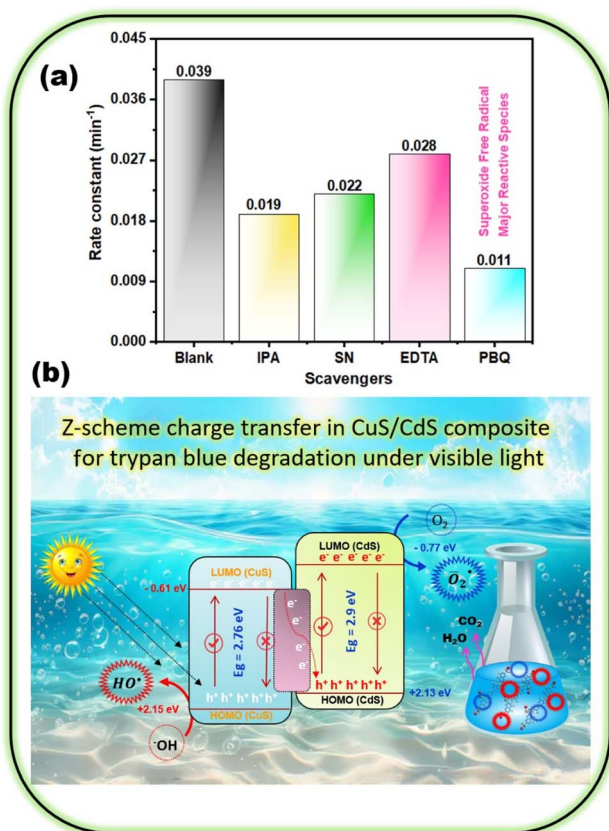 (a)
0.045
0.036
0.027
0.018
0.009
0.000
Rate constant (min⁻¹)
0.039
0.019
0.022
0.028
0.011
Superoxide Free Radical
Major Reactive Species
Blank
IPA
SN
EDTA
PBQ
Scavengers
(b)
Z-scheme charge transfer in CuS/CdS composite
for trypan blue degradation under visible light
O₂
LUMO (CdS)
e⁻ e⁻ e⁻ e⁻ e⁻
- 0.77 eV
O₂⁻•
LUMO (CuS)
e⁻ e⁻ e⁻ e⁻ e⁻
- 0.61 eV
Eg = 2.76 eV
e⁻
e⁻
e⁻
e⁻
Eg = 2.9 eV
CO₂
H₂O
HO•
h⁺ h⁺ h⁺ h⁺ h⁺
HOMO (CuS)
+2.15 eV
h⁺ h⁺ h⁺ h⁺ h⁺
HOMO (CdS)
+2.13 eV
⁻OH